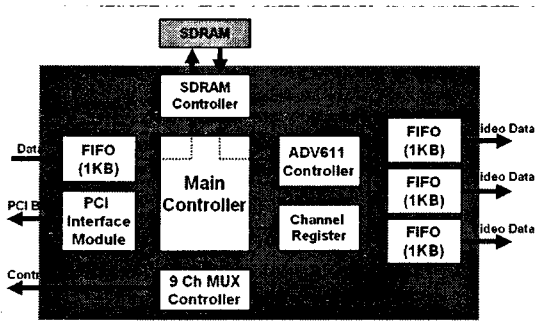 SDRAM
SDRAM
Controller
Data
FIFO
(1KB)
PCI B
PCI
Interface
Module
Main
Controller
ADV611
Controller
Channel
Register
FIFO
(1KB)
ideo Data
FIFO
(1KB)
ideo Data
FIFO
(1KB)
ideo Data
Contr
9 Ch MUX
Controller